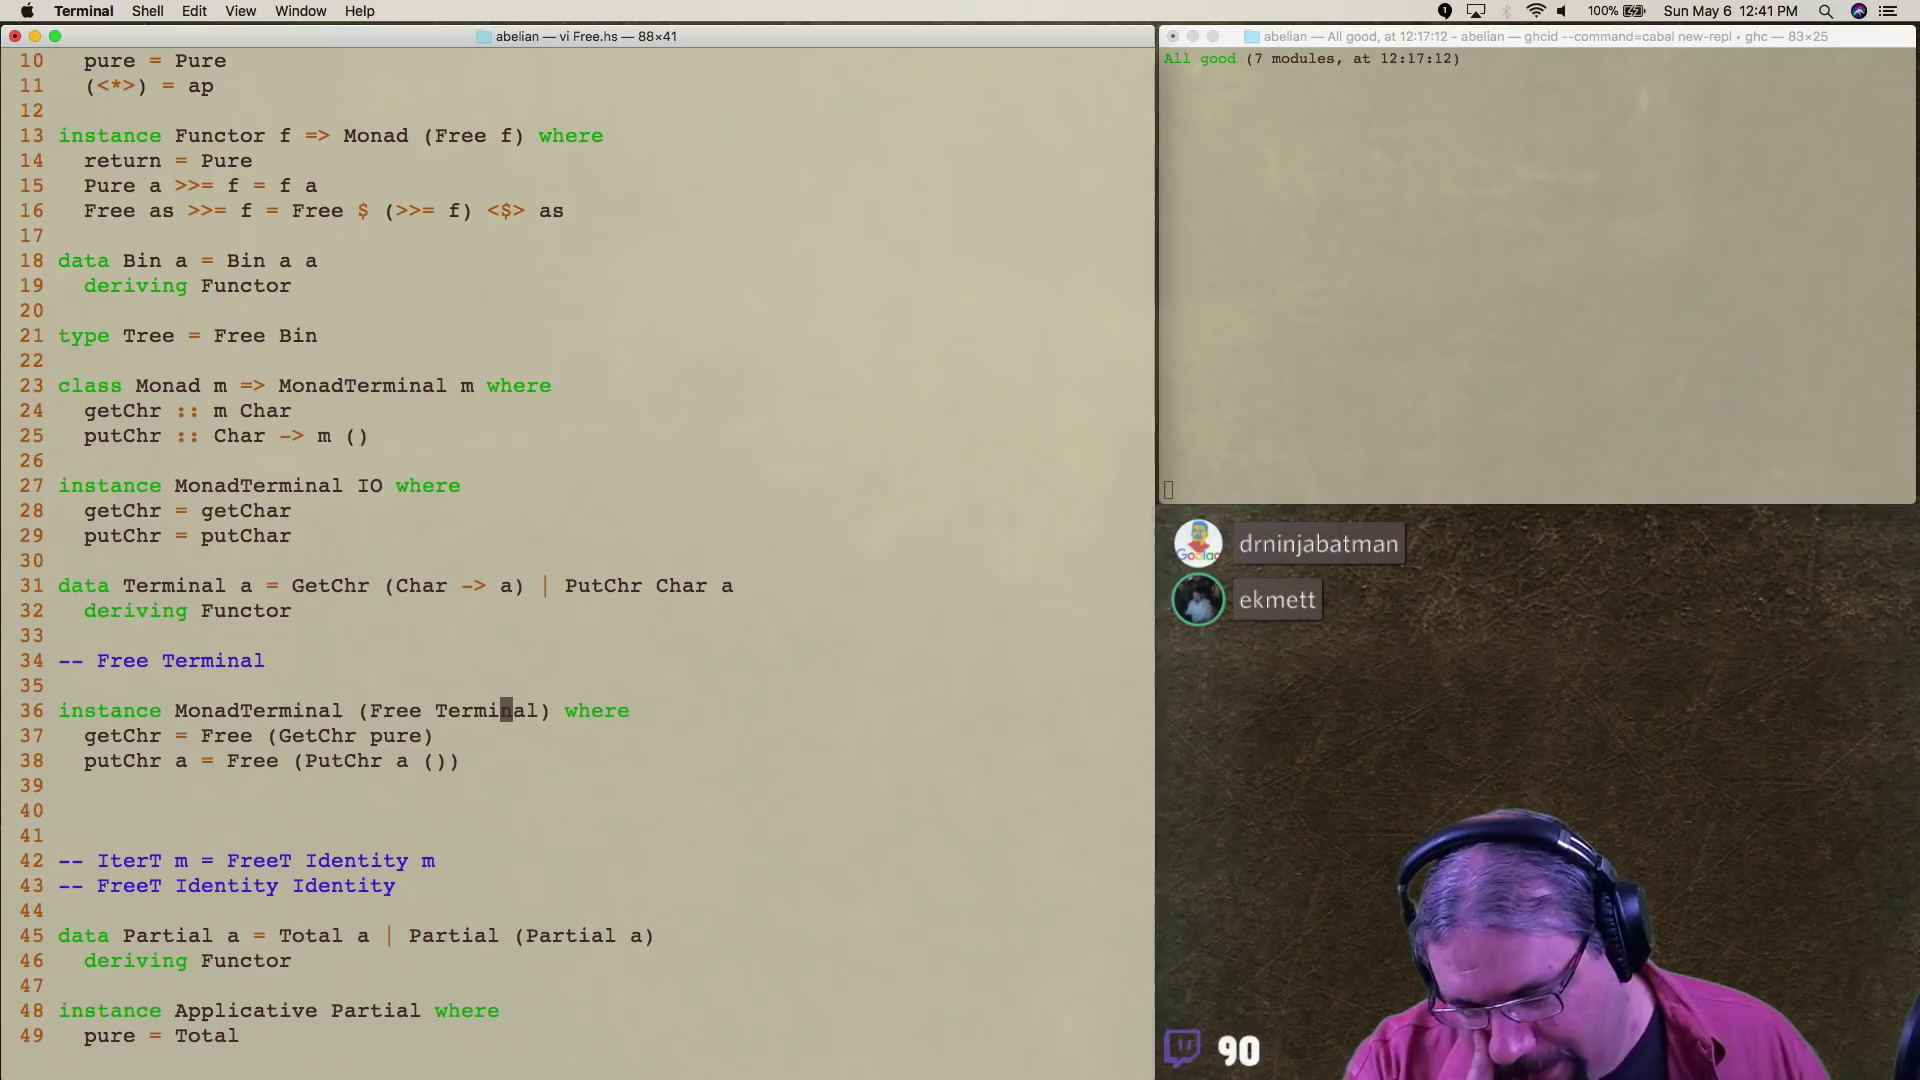 Terminal Shell Edit View Window Help 100% Sun May 6 12:41 PM
abelian — vi Free.hs — 88×41
10 pure = Pure
11 (<*>) = ap
12
13 instance Functor f => Monad (Free f) where
14 return = Pure
15 Pure a >>= f = f a
16 Free as >>= f = Free $ (>>= f) <$> as
17
18 data Bin a = Bin a a
19 deriving Functor
20
21 type Tree = Free Bin
22
23 class Monad m => MonadTerminal m where
24 getChr :: m Char
25 putChr :: Char -> m ()
26
27 instance MonadTerminal IO where
28 getChr = getChar
29 putChr = putChar
30
31 data Terminal a = GetChr (Char -> a) | PutChr Char a
32 deriving Functor
33
34 -- Free Terminal
35
36 instance MonadTerminal (Free Terminal) where
37 getChr = Free (GetChr pure)
38 putChr a = Free (PutChr a ())
39
40
41
42 -- IterT m = FreeT Identity m
43 -- FreeT Identity Identity
44
45 data Partial a = Total a | Partial (Partial a)
46 deriving Functor
47
48 instance Applicative Partial where
49 pure = Total
abelian — All good, at 12:17:12 - abelian — ghcid --command=cabal new-repl • ghc — 83×25
All good (7 modules, at 12:17:12)
drninjabatman
ekmett
90